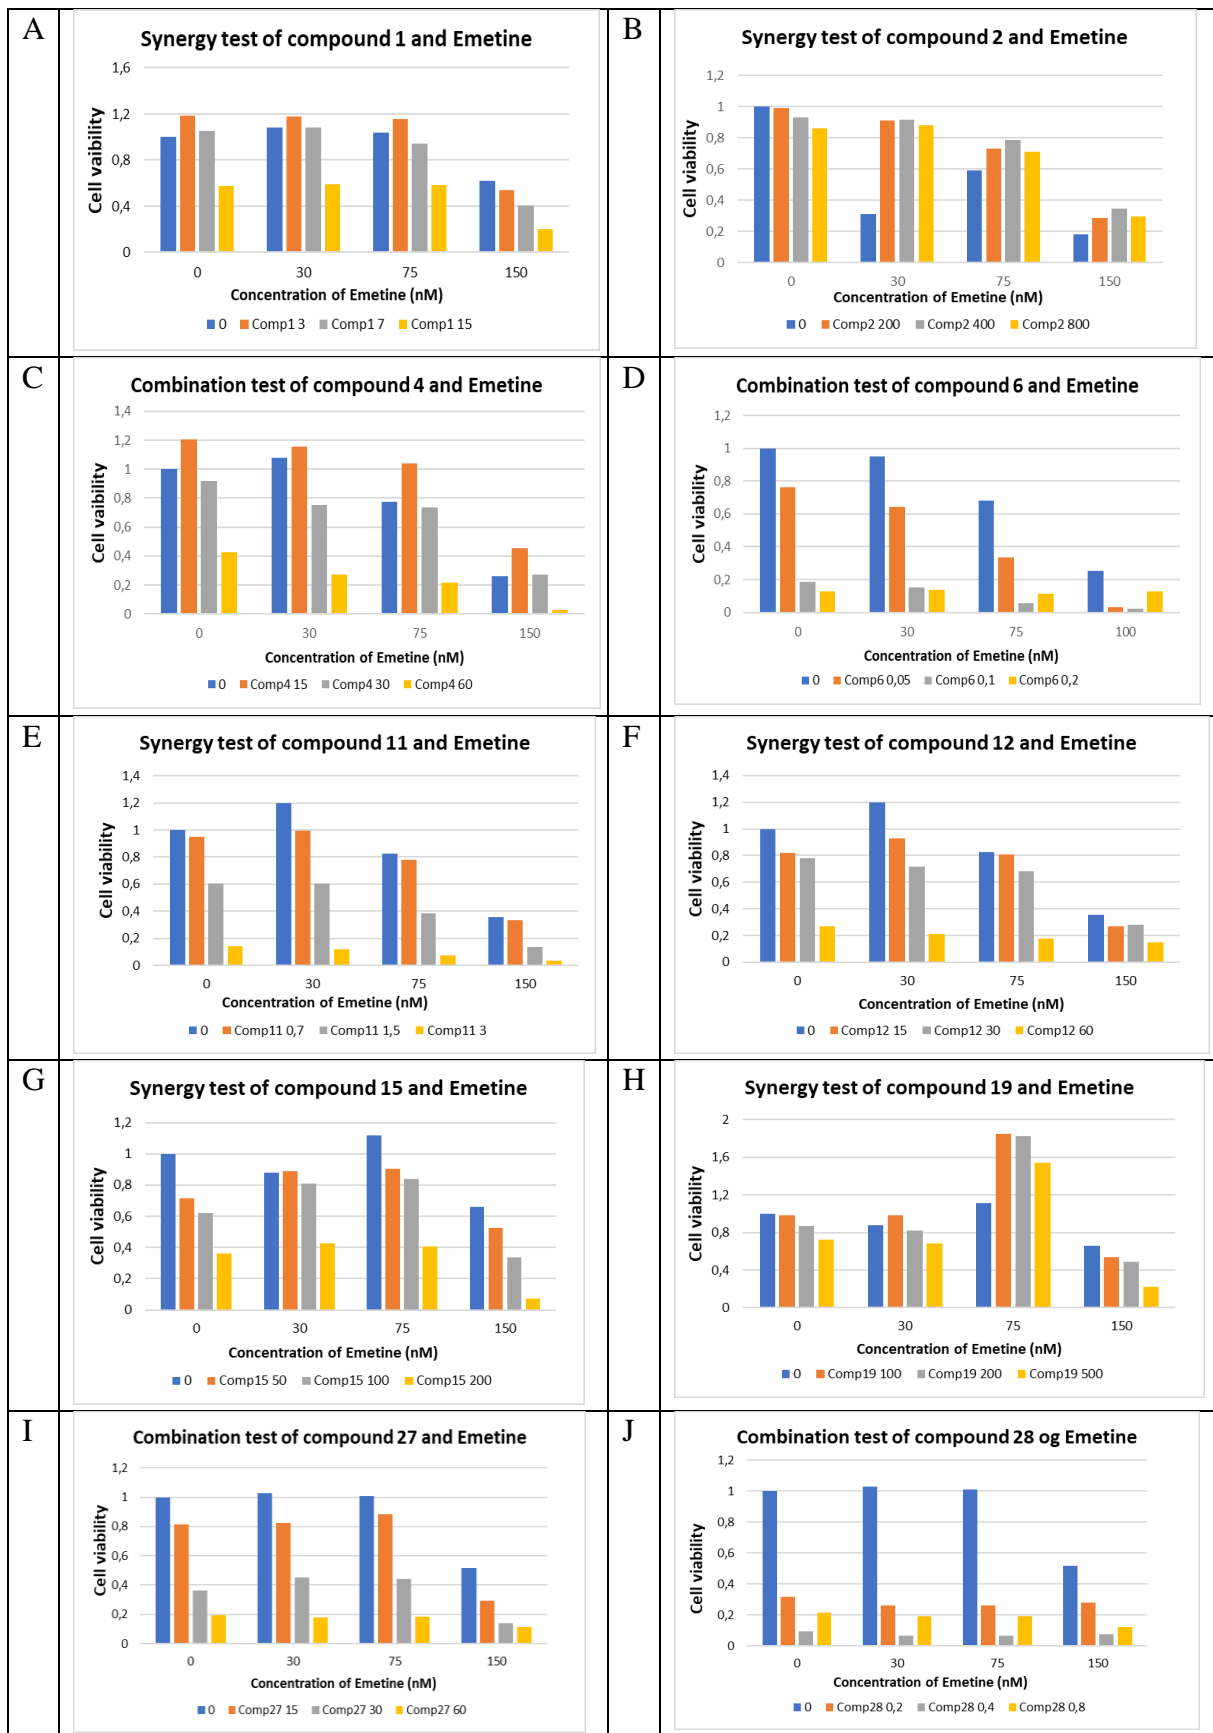 A
Synergy test of compound 1 and Emetine
1,6
1,2
0,8
0,4
0
Cell vaibility
0 30 75 150
Concentration of Emetine (nM)
0 Comp1 3 Comp1 7 Comp1 15
B
Synergy test of compound 2 and Emetine
1,2
1
0,8
0,6
0,4
0,2
0
Cell viability
0 30 75 150
Concentration of Emetine (nM)
0 Comp2 200 Comp2 400 Comp2 800
C
Combination test of compound 4 and Emetine
1,4
1,2
1
0,8
0,6
0,4
0,2
0
Cell vaibility
0 30 75 150
Concentration of Emetine (nM)
0 Comp4 15 Comp4 30 Comp4 60
D
Combination test of compound 6 and Emetine
1,2
1
0,8
0,6
0,4
0,2
0
Cell viability
0 30 75 100
Concentration of Emetine (nM)
0 Comp6 0,05 Comp6 0,1 Comp6 0,2
E
Synergy test of compound 11 and Emetine
1,4
1,2
1
0,8
0,6
0,4
0,2
0
Cell viability
0 30 75 150
Concentration of Emetine (nM)
0 Comp11 0,7 Comp11 1,5 Comp11 3
F
Synergy test of compound 12 and Emetine
1,4
1,2
1
0,8
0,6
0,4
0,2
0
Cell viability
0 30 75 150
Concentration of Emetine (nM)
0 Comp12 15 Comp12 30 Comp12 60
G
Synergy test of compound 15 and Emetine
1,2
1
0,8
0,6
0,4
0,2
0
Cell viability
0 30 75 150
Concentration of Emetine (nM)
0 Comp15 50 Comp15 100 Comp15 200
H
Synergy test of compound 19 and Emetine
2
1,6
1,2
0,8
0,4
0
Cell viability
0 30 75 150
Concentration of Emetine (nM)
0 Comp19 100 Comp19 200 Comp19 500
I
Combination test of compound 27 and Emetine
1,2
1
0,8
0,6
0,4
0,2
0
Cell viability
0 30 75 150
Concentration of Emetine (nM)
0 Comp27 15 Comp27 30 Comp27 60
J
Combination test of compound 28 og Emetine
1,2
1
0,8
0,6
0,4
0,2
0
Cell viability
0 30 75 150
Concentration of Emetine (nM)
0 Comp28 0,2 Comp28 0,4 Comp28 0,8